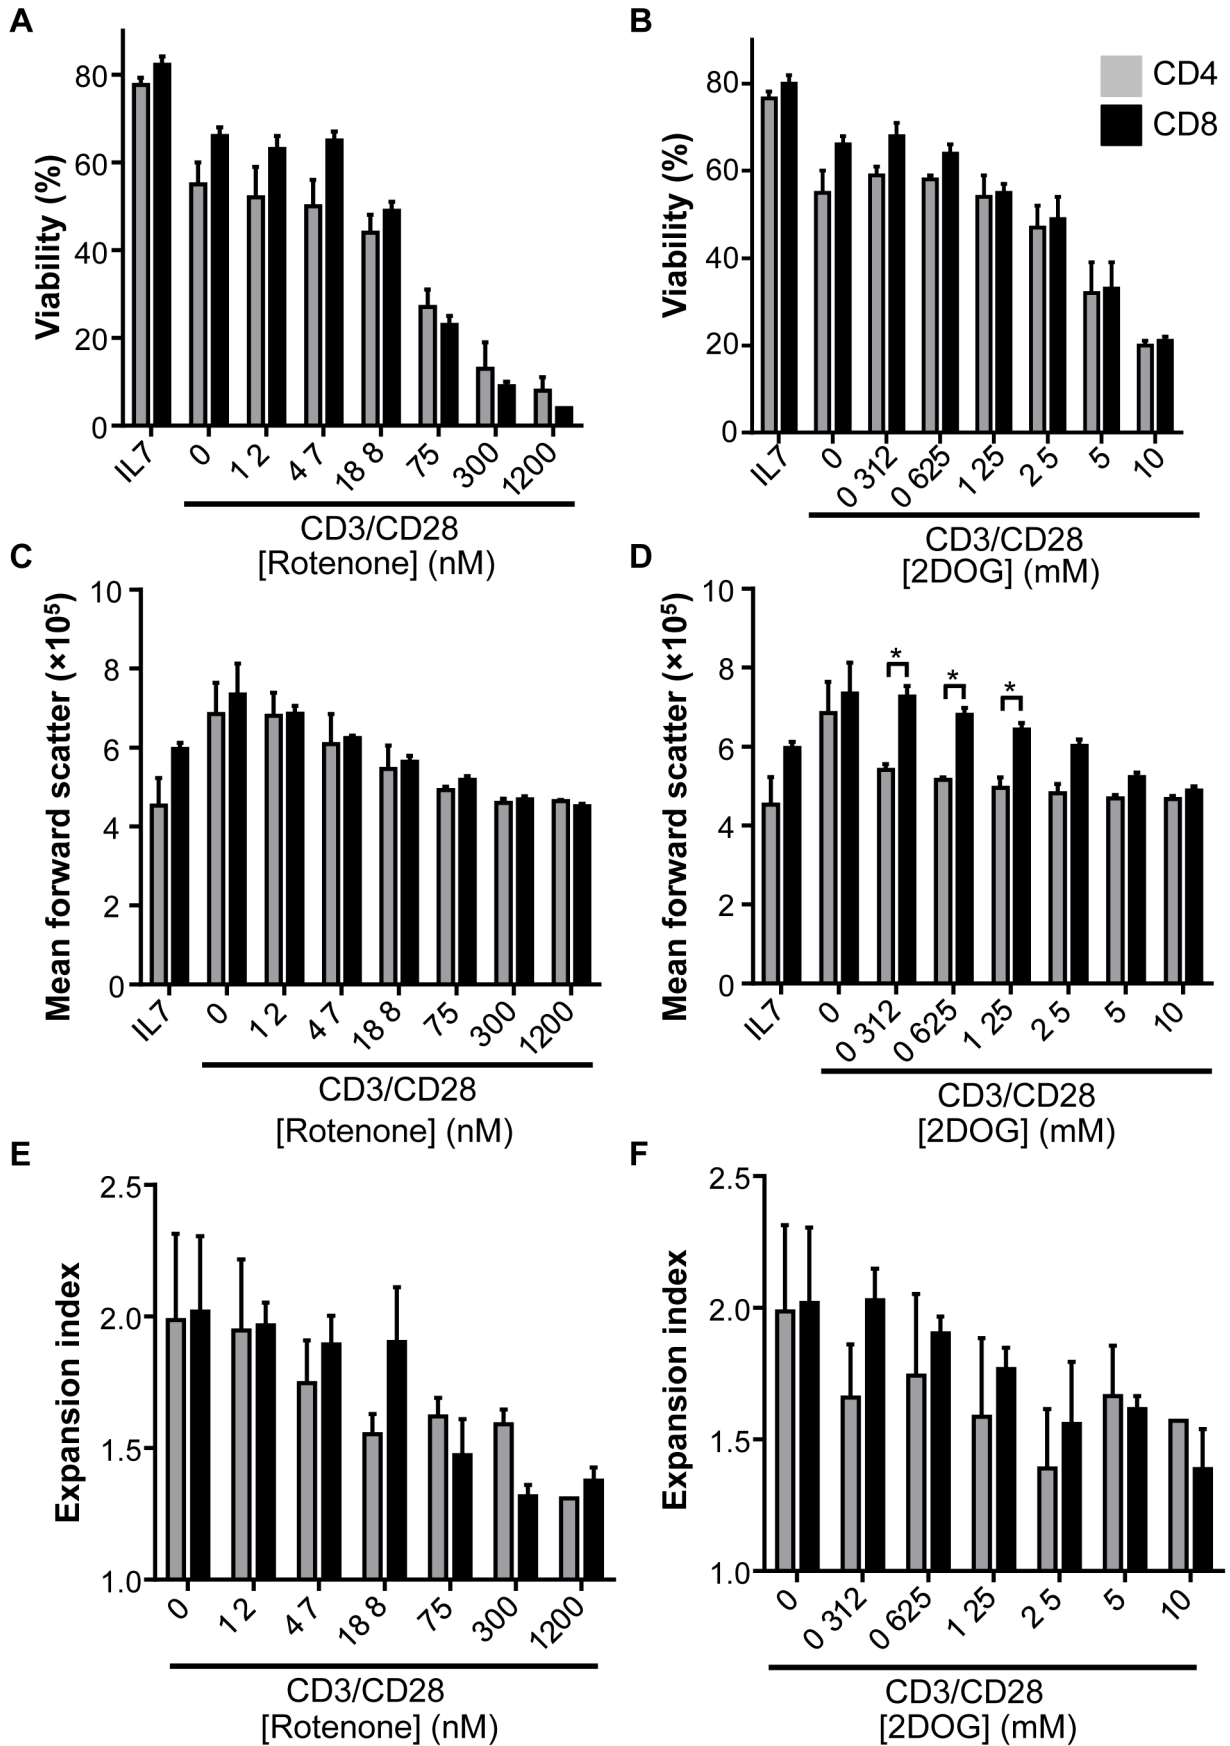 A
Viability (%)
80
60
40
20
0
IL7 0 1 2 4 7 18 8 75 300 1200
CD3/CD28
[Rotenone] (nM)
B
CD4
CD8
Viability (%)
80
60
40
20
0
IL7 0 0 312 0 625 1 25 2 5 5 10
CD3/CD28
[2DOG] (mM)
C
Mean forward scatter (×10⁵)
10
8
6
4
2
0
IL7 0 1 2 4 7 18 8 75 300 1200
CD3/CD28
[Rotenone] (nM)
D
Mean forward scatter (×10⁵)
10
8
6
4
2
0
* * *
IL7 0 0 312 0 625 1 25 2 5 5 10
CD3/CD28
[2DOG] (mM)
E
Expansion index
2.5
2.0
1.5
1.0
0 1 2 4 7 18 8 75 300 1200
CD3/CD28
[Rotenone] (nM)
F
Expansion index
2.5
2.0
1.5
1.0
0 0 312 0 625 1 25 2 5 5 10
CD3/CD28
[2DOG] (mM)